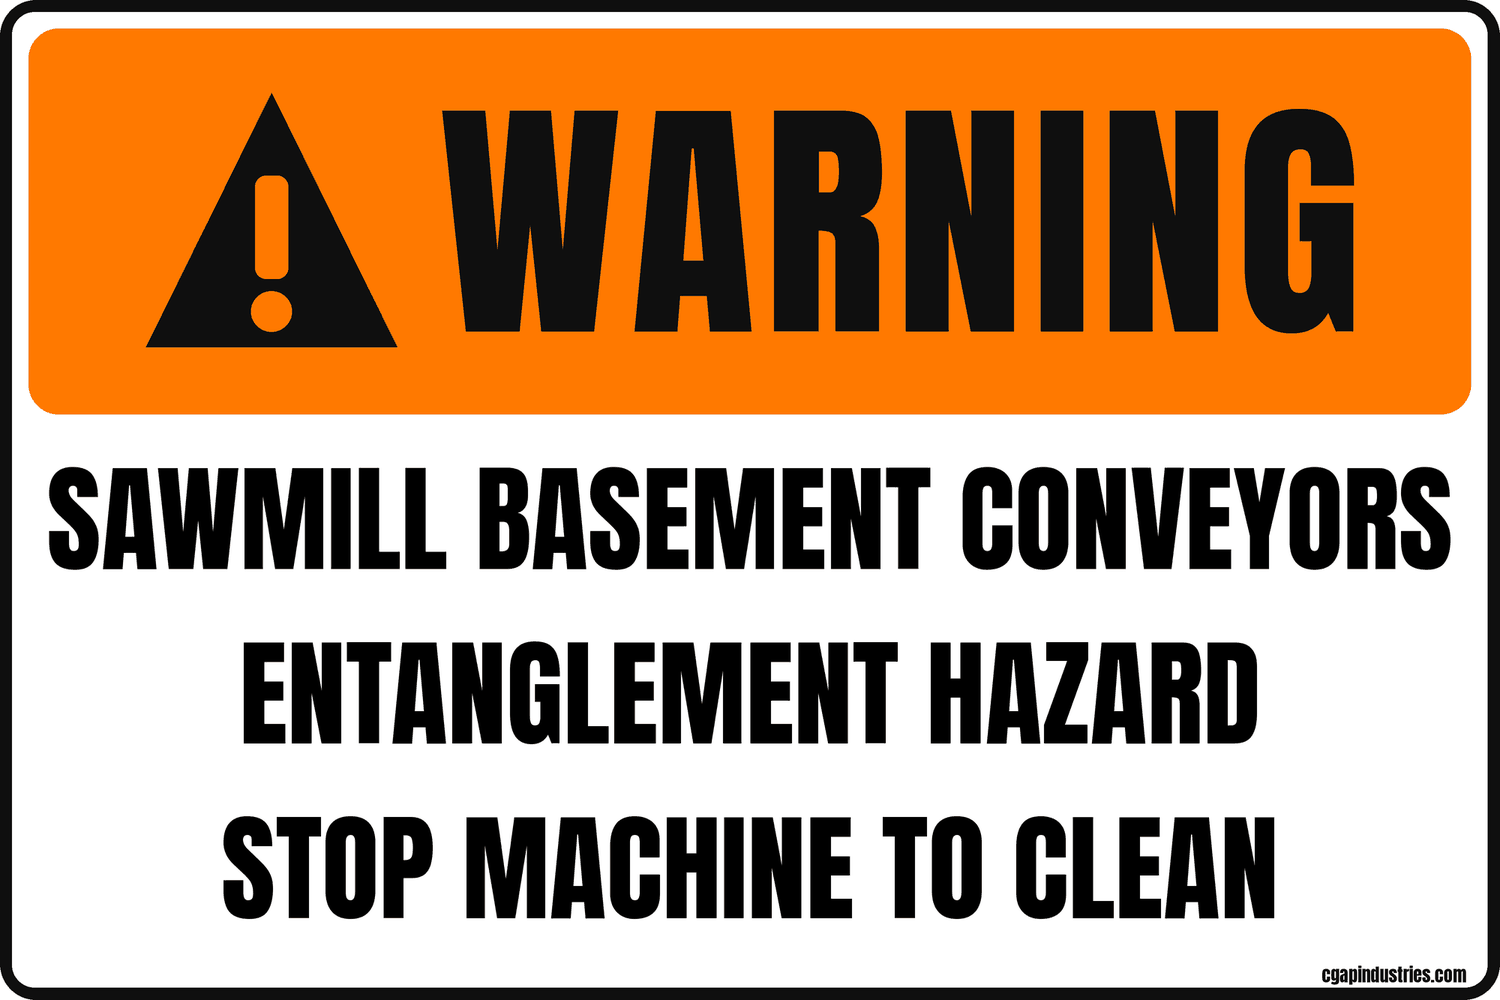 WARNING
SAWMILL BASEMENT CONVEYORS
ENTANGLEMENT HAZARD
STOP MACHINE TO CLEAN
cgapindustries.com